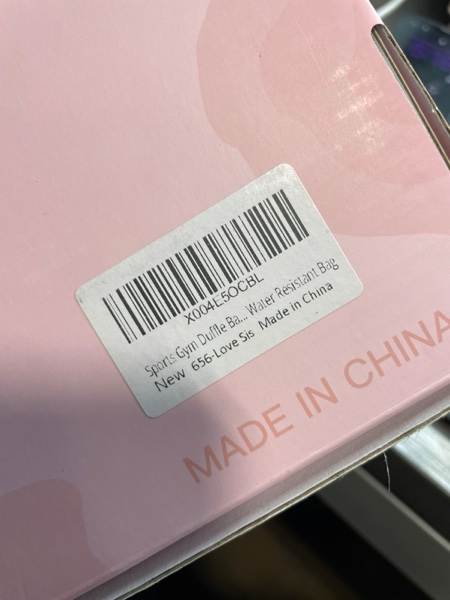 X004E5OCBL
Sports Gym Duffle Ba... Water Resistant Bag
New 656-Love Sis Made in China
MADE IN CHINA